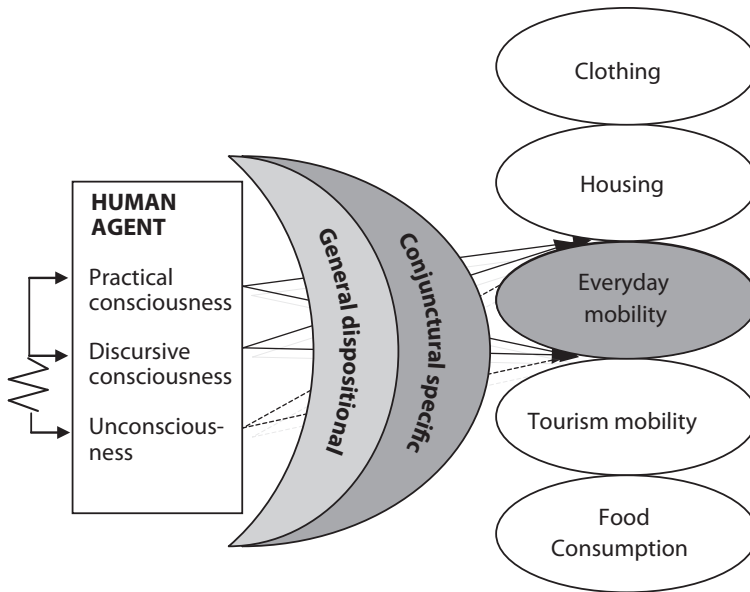 HUMAN
AGENT
Practical
consciousness
Discursive
consciousness
Unconscious-
ness
General dispositional
Conjunctural specific
Clothing
Housing
Everyday
mobility
Tourism mobility
Food
Consumption